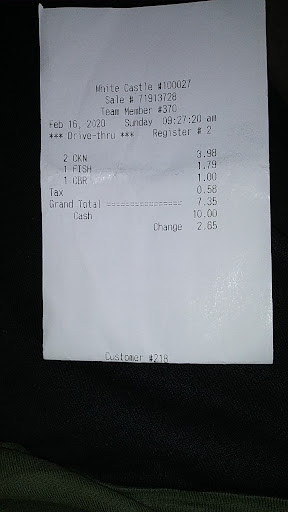 White Castle #100027
Sale # 71913728
Team Member #370
Feb 16, 2020 Sunday 09:27:20 am
*** Drive-thru *** Register # 2
2 CKN 3.98
1 FISH 1.79
1 CBR 1.00
Tax 0.58
Grand Total ================ 7.35
Cash 10.00
Change 2.65
Customer #218